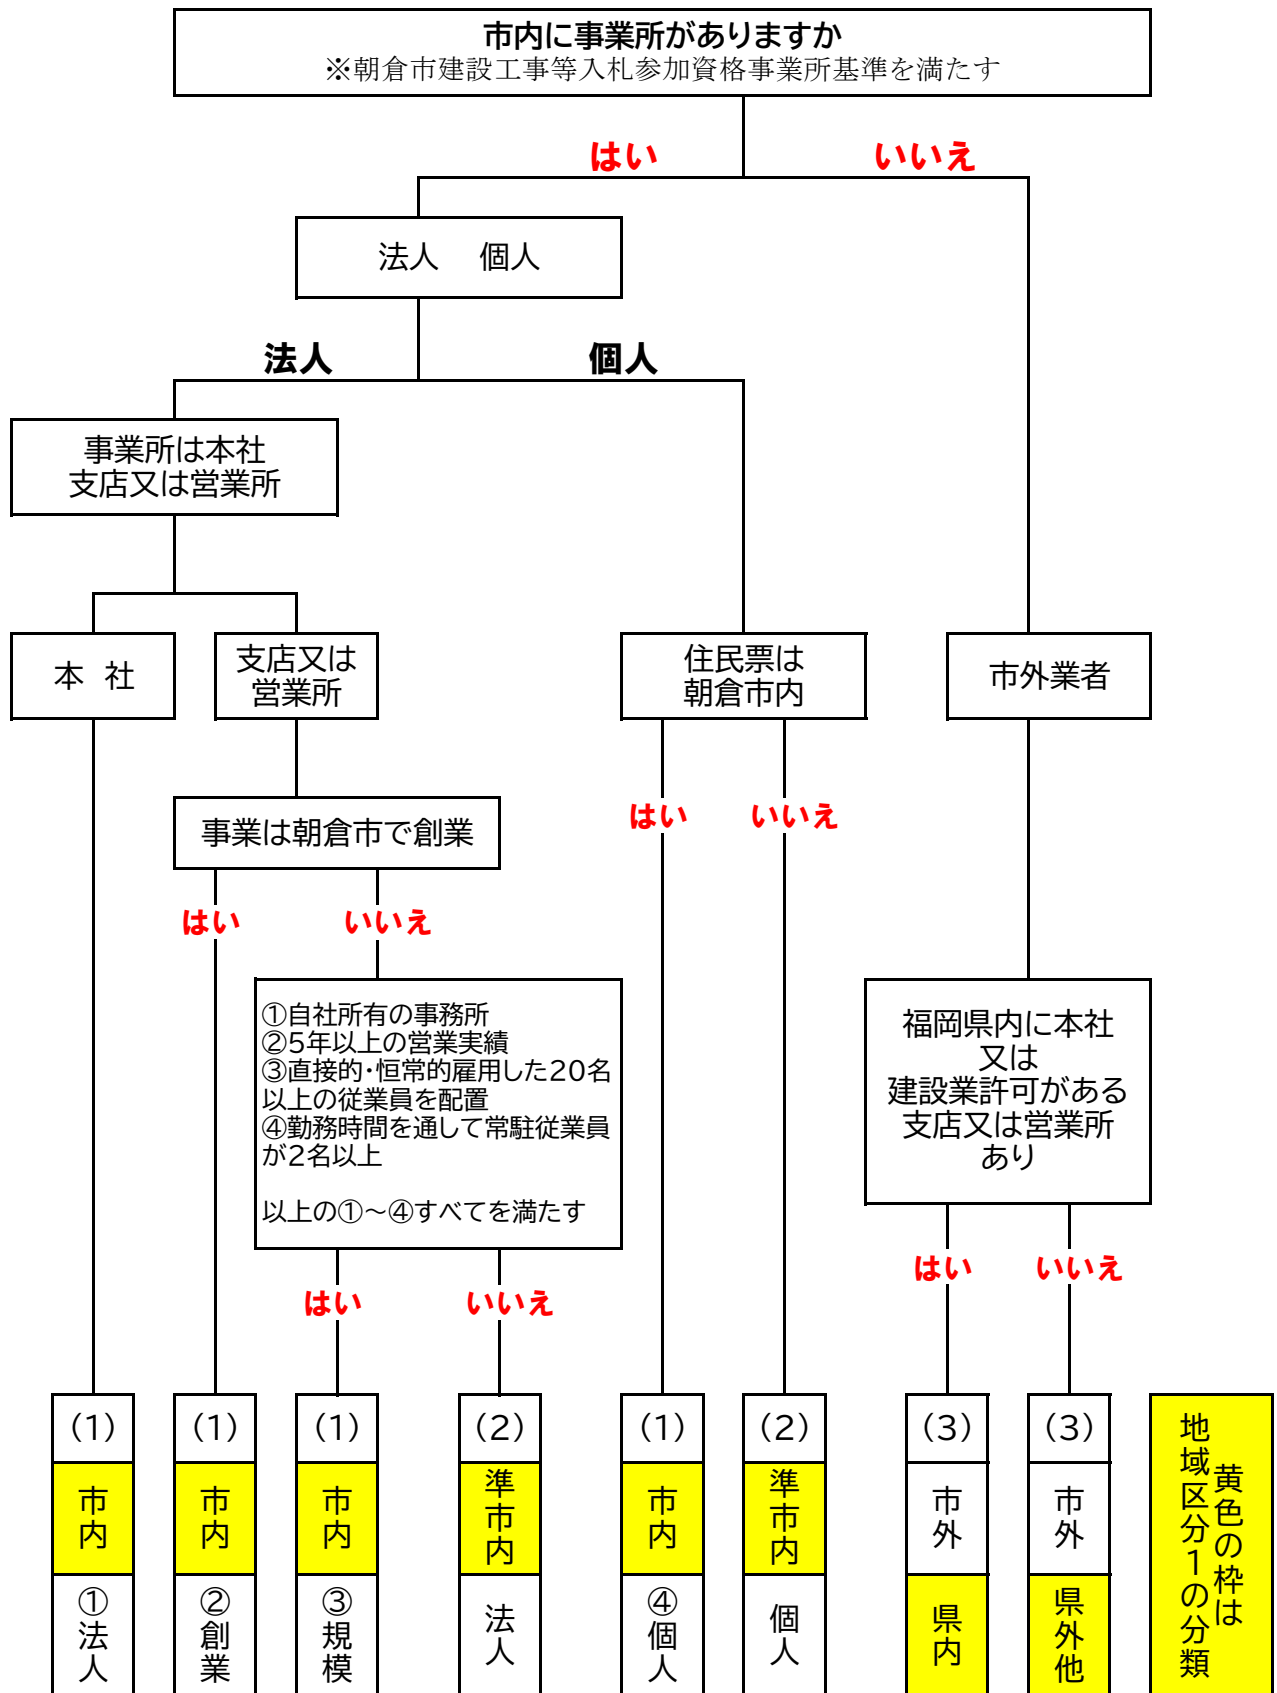 市内に事業所がありますか
※朝倉市建設工事等入札参加資格事業所基準を満たす
はい
いいえ
法人　個人
法人
個人
事業所は本社
支店又は営業所
本 社
支店又は
営業所
住民票は
朝倉市内
市外業者
事業は朝倉市で創業
はい
いいえ
はい
いいえ
①自社所有の事務所
②5年以上の営業実績
③直接的・恒常的雇用した20名
以上の従業員を配置
④勤務時間を通して常駐従業員
が2名以上
以上の①～④すべてを満たす
福岡県内に本社
又は
建設業許可がある
支店又は営業所
あり
はい
いいえ
はい
いいえ
(1)
市内
①法人
(1)
市内
②創業
(1)
市内
③規模
(2)
準市内
法人
(1)
市内
④個人
(2)
準市内
個人
(3)
市外
県内
(3)
市外
県外他
黄色の枠は
地域区分1の分類